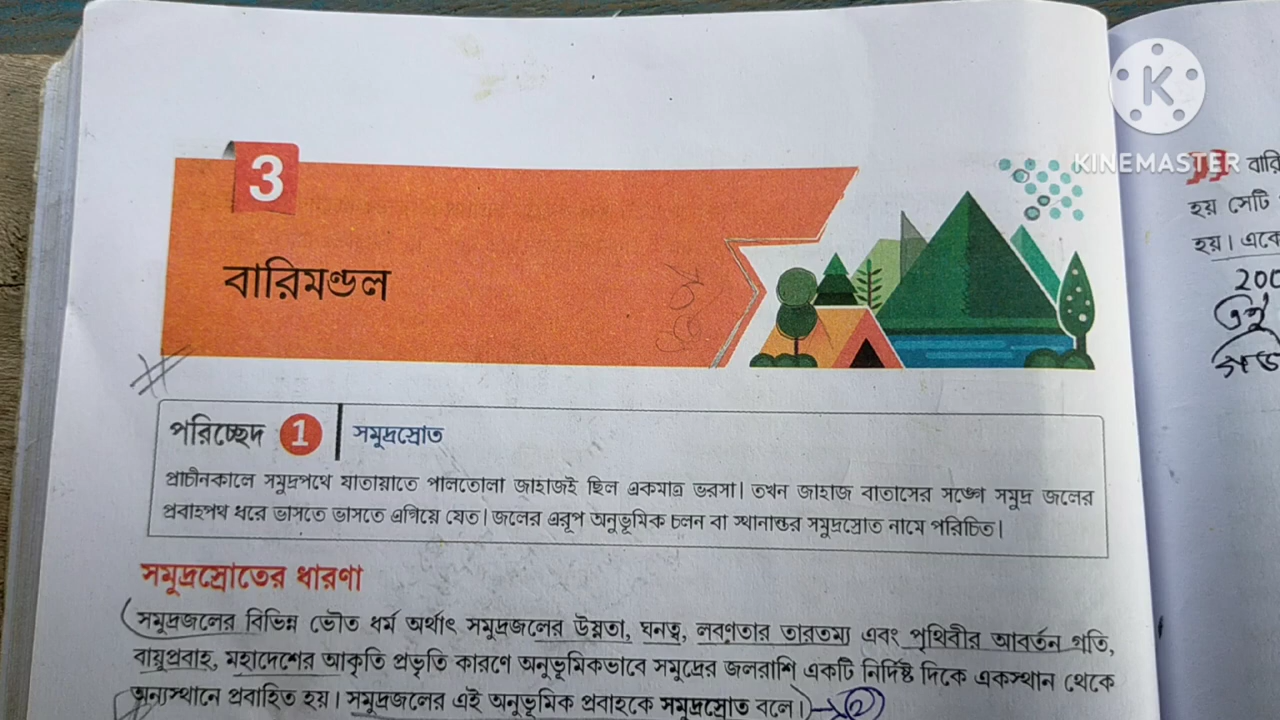 3
বারিমণ্ডল
পরিচ্ছেদ 1 সমুদ্রস্রোত
প্রাচীনকালে সমুদ্রপথে যাতায়াতে পালতোলা জাহাজই ছিল একমাত্র ভরসা। তখন জাহাজ বাতাসের সঙ্গে সমুদ্র জলের
প্রবাহপথ ধরে ভাসতে ভাসতে এগিয়ে যেত। জলের এরূপ অনুভূমিক চলন বা স্থানান্তর সমুদ্রস্রোত নামে পরিচিত।
সমুদ্রস্রোতের ধারণা
সমুদ্রজলের বিভিন্ন ভৌত ধর্ম অর্থাৎ সমুদ্রজলের উষ্ণতা, ঘনত্ব, লবণতার তারতম্য এবং পৃথিবীর আবর্তন গতি,
বায়ুপ্রবাহ, মহাদেশের আকৃতি প্রভৃতি কারণে অনুভূমিকভাবে সমুদ্রের জলরাশি একটি নির্দিষ্ট দিকে একস্থান থেকে
অন্যস্থানে প্রবাহিত হয়। সমুদ্রজলের এই অনুভূমিক প্রবাহকে সমুদ্রস্রোত বলে।
K
KINEMASTER
হয় সেটি
হয়। একে
200